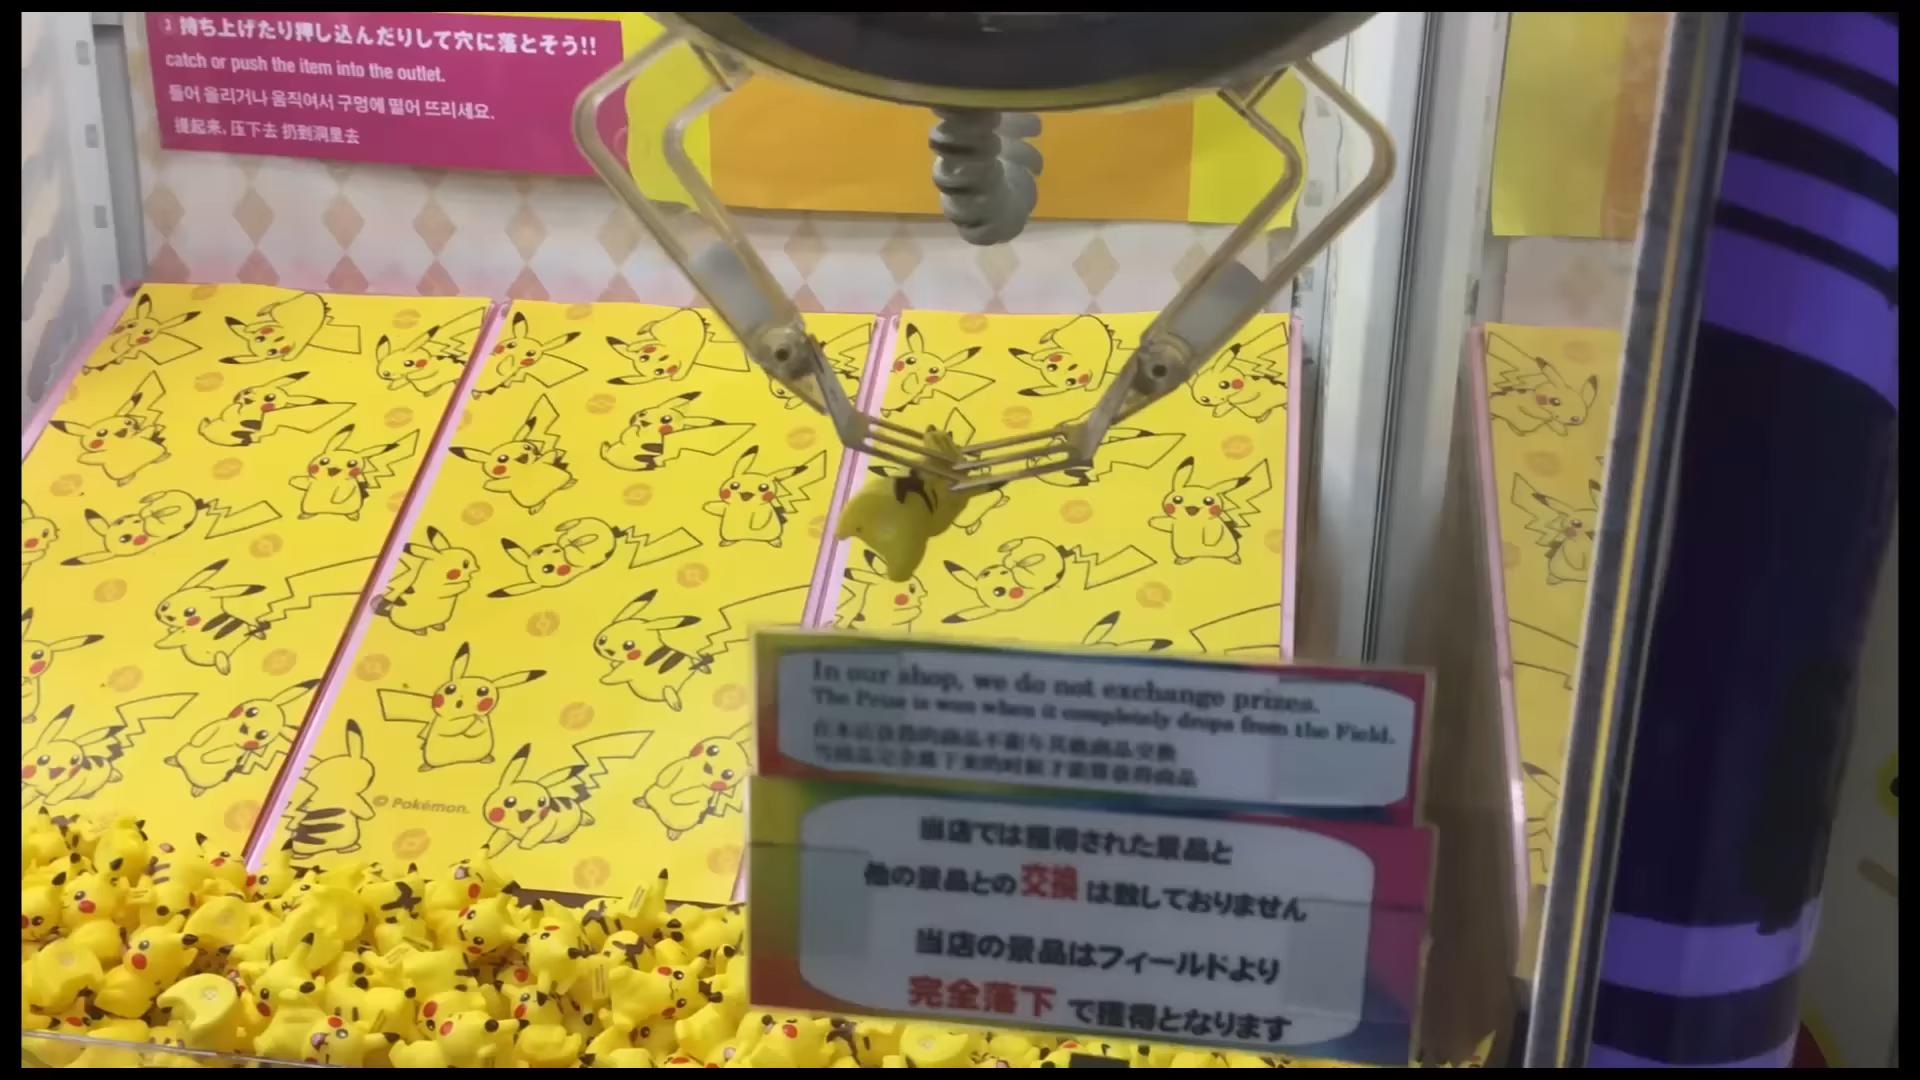 ③ 持ち上げたり押し込んだりして穴に落とそう!!
catch or push the item into the outlet.
들어 올리거나 움직여서 구멍에 떨어 뜨리세요.
提起来, 压下去 扔到洞里去
© Pokémon.
In our shop, we do not exchange prizes.
The Prize is won when it completely drops from the Field.
当店では獲得された景品と
他の景品との交換は致しておりません
当店の景品はフィールドより
完全落下で獲得となります